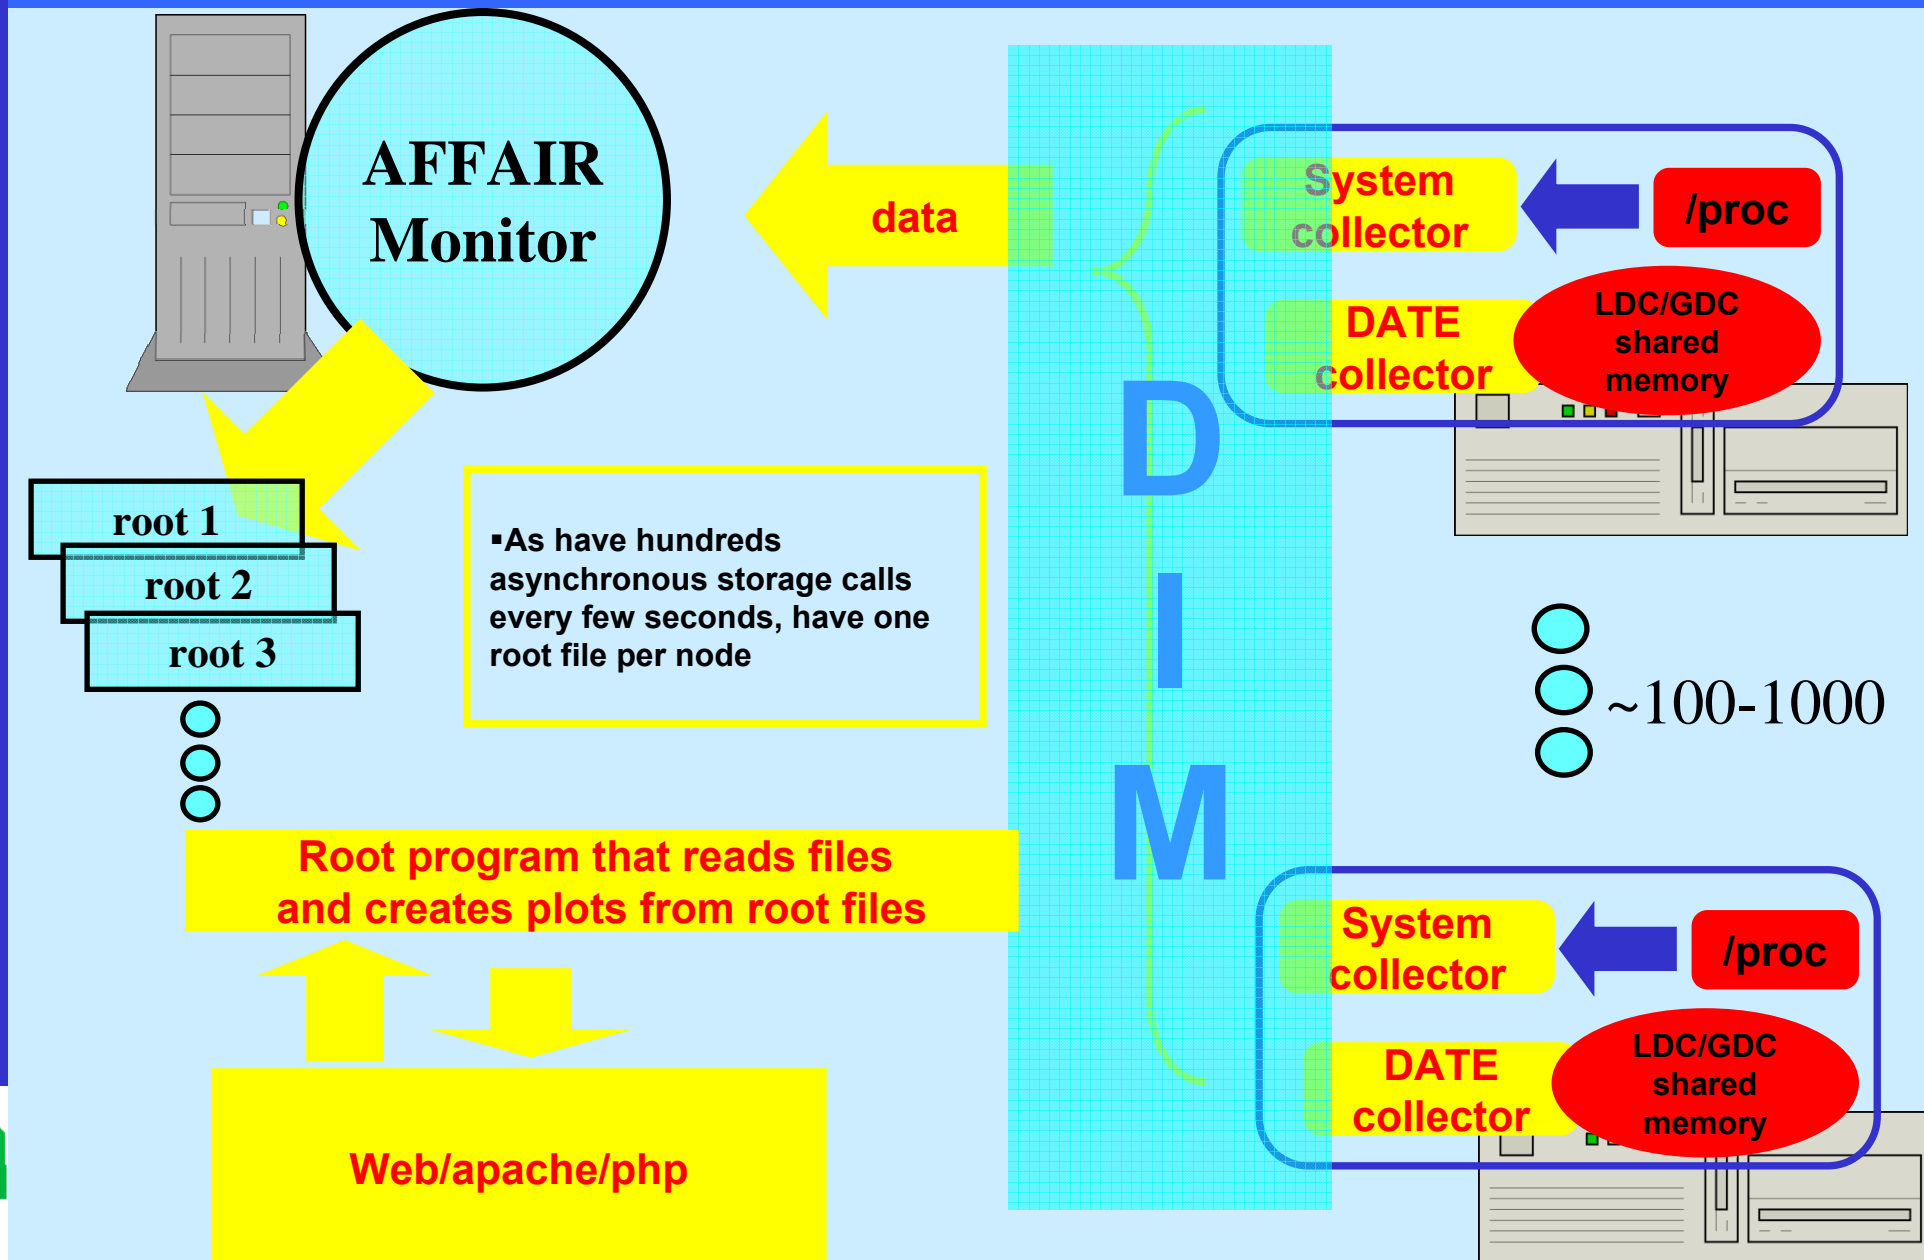 AFFAIR
Monitor
data
System
collector
/proc
DATE
collector
LDC/GDC
shared
memory
D
I
M
root 1
root 2
root 3
▪As have hundreds
asynchronous storage calls
every few seconds, have one
root file per node
~100-1000
Root program that reads files
and creates plots from root files
System
collector
/proc
DATE
collector
LDC/GDC
shared
memory
Web/apache/php